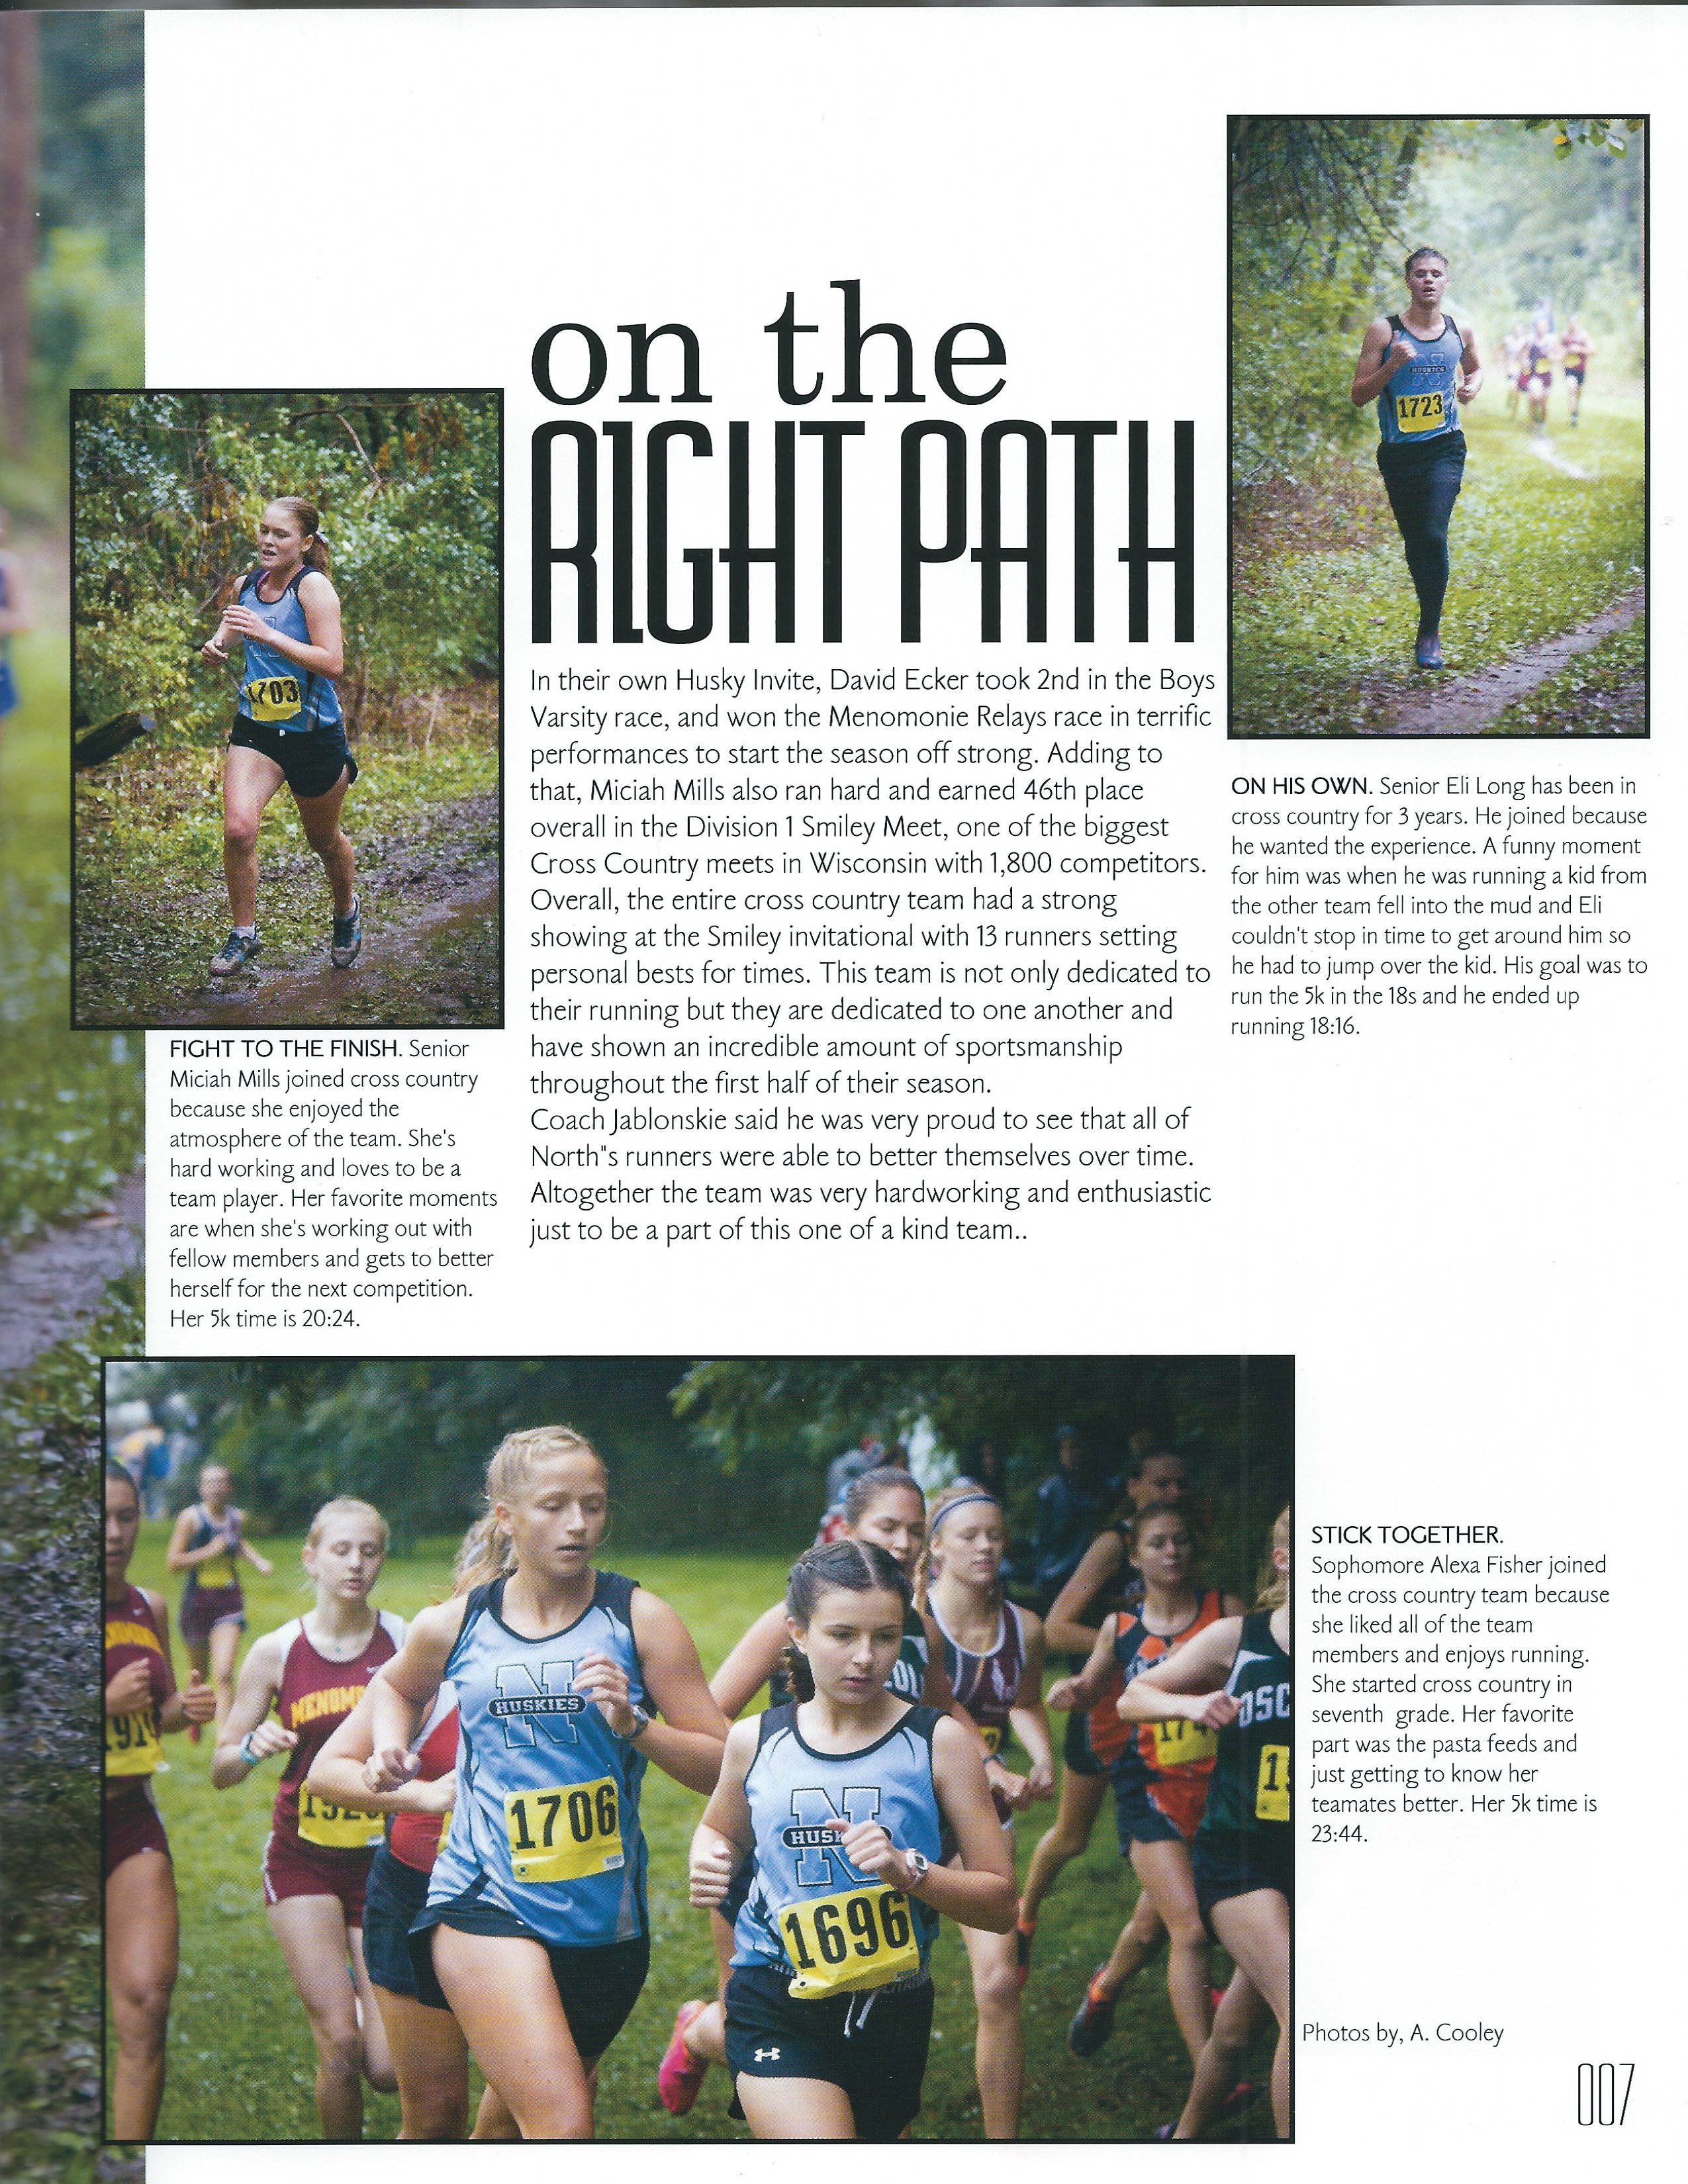 on the
RIGHT PATH
In their own Husky Invite, David Ecker took 2nd in the Boys
Varsity race, and won the Menomonie Relays race in terrific
performances to start the season off strong. Adding to
that, Miciah Mills also ran hard and earned 46th place
overall in the Division 1 Smiley Meet, one of the biggest
Cross Country meets in Wisconsin with 1,800 competitors.
Overall, the entire cross country team had a strong
showing at the Smiley invitational with 13 runners setting
personal bests for times. This team is not only dedicated to
their running but they are dedicated to one another and
have shown an incredible amount of sportsmanship
throughout the first half of their season.
Coach Jablonskie said he was very proud to see that all of
North"s runners were able to better themselves over time.
Altogether the team was very hardworking and enthusiastic
just to be a part of this one of a kind team..
N
HUSKIES
1723
ON HIS OWN. Senior Eli Long has been in
cross country for 3 years. He joined because
he wanted the experience. A funny moment
for him was when he was running a kid from
the other team fell into the mud and Eli
couldn't stop in time to get around him so
he had to jump over the kid. His goal was to
run the 5k in the 18s and he ended up
running 18:16.
N
1703
FIGHT TO THE FINISH. Senior
Miciah Mills joined cross country
because she enjoyed the
atmosphere of the team. She's
hard working and loves to be a
team player. Her favorite moments
are when she's working out with
fellow members and gets to better
herself for the next competition.
Her 5k time is 20:24.
MENOM
N
HUSKIES
1706
N
HUSK
1696
174
OSC
STICK TOGETHER.
Sophomore Alexa Fisher joined
the cross country team because
she liked all of the team
members and enjoys running.
She started cross country in
seventh grade. Her favorite
part was the pasta feeds and
just getting to know her
teamates better. Her 5k time is
23:44.
Photos by, A. Cooley
007